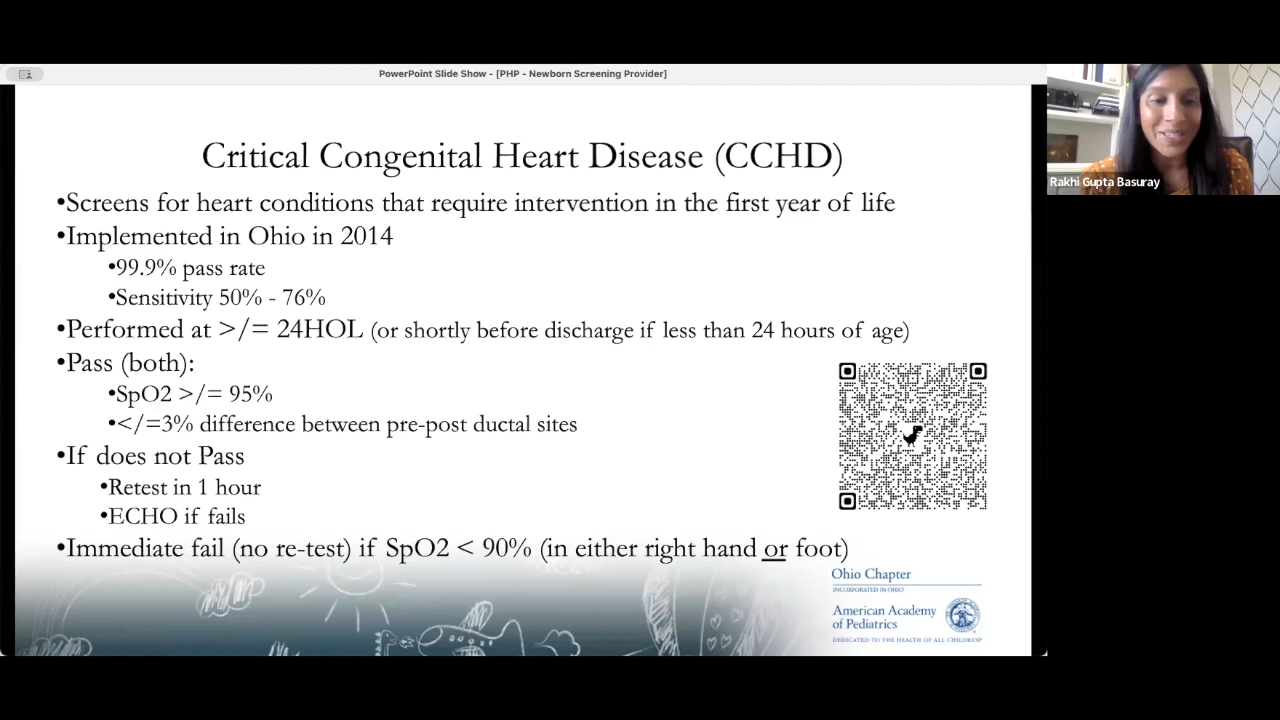 PowerPoint Slide Show - [PHP - Newborn Screening Provider]
Critical Congenital Heart Disease (CCHD)
•Screens for heart conditions that require intervention in the first year of life
•Implemented in Ohio in 2014
•99.9% pass rate
•Sensitivity 50% - 76%
•Performed at >/= 24HOL (or shortly before discharge if less than 24 hours of age)
•Pass (both):
•SpO2 >/= 95%
•</=3% difference between pre-post ductal sites
•If does not Pass
•Retest in 1 hour
•ECHO if fails
•Immediate fail (no re-test) if SpO2 < 90% (in either right hand or foot)
Ohio Chapter
INCORPORATED IN OHIO
American Academy
of Pediatrics
DEDICATED TO THE HEALTH OF ALL CHILDREN®
Rakhi Gupta Basuray